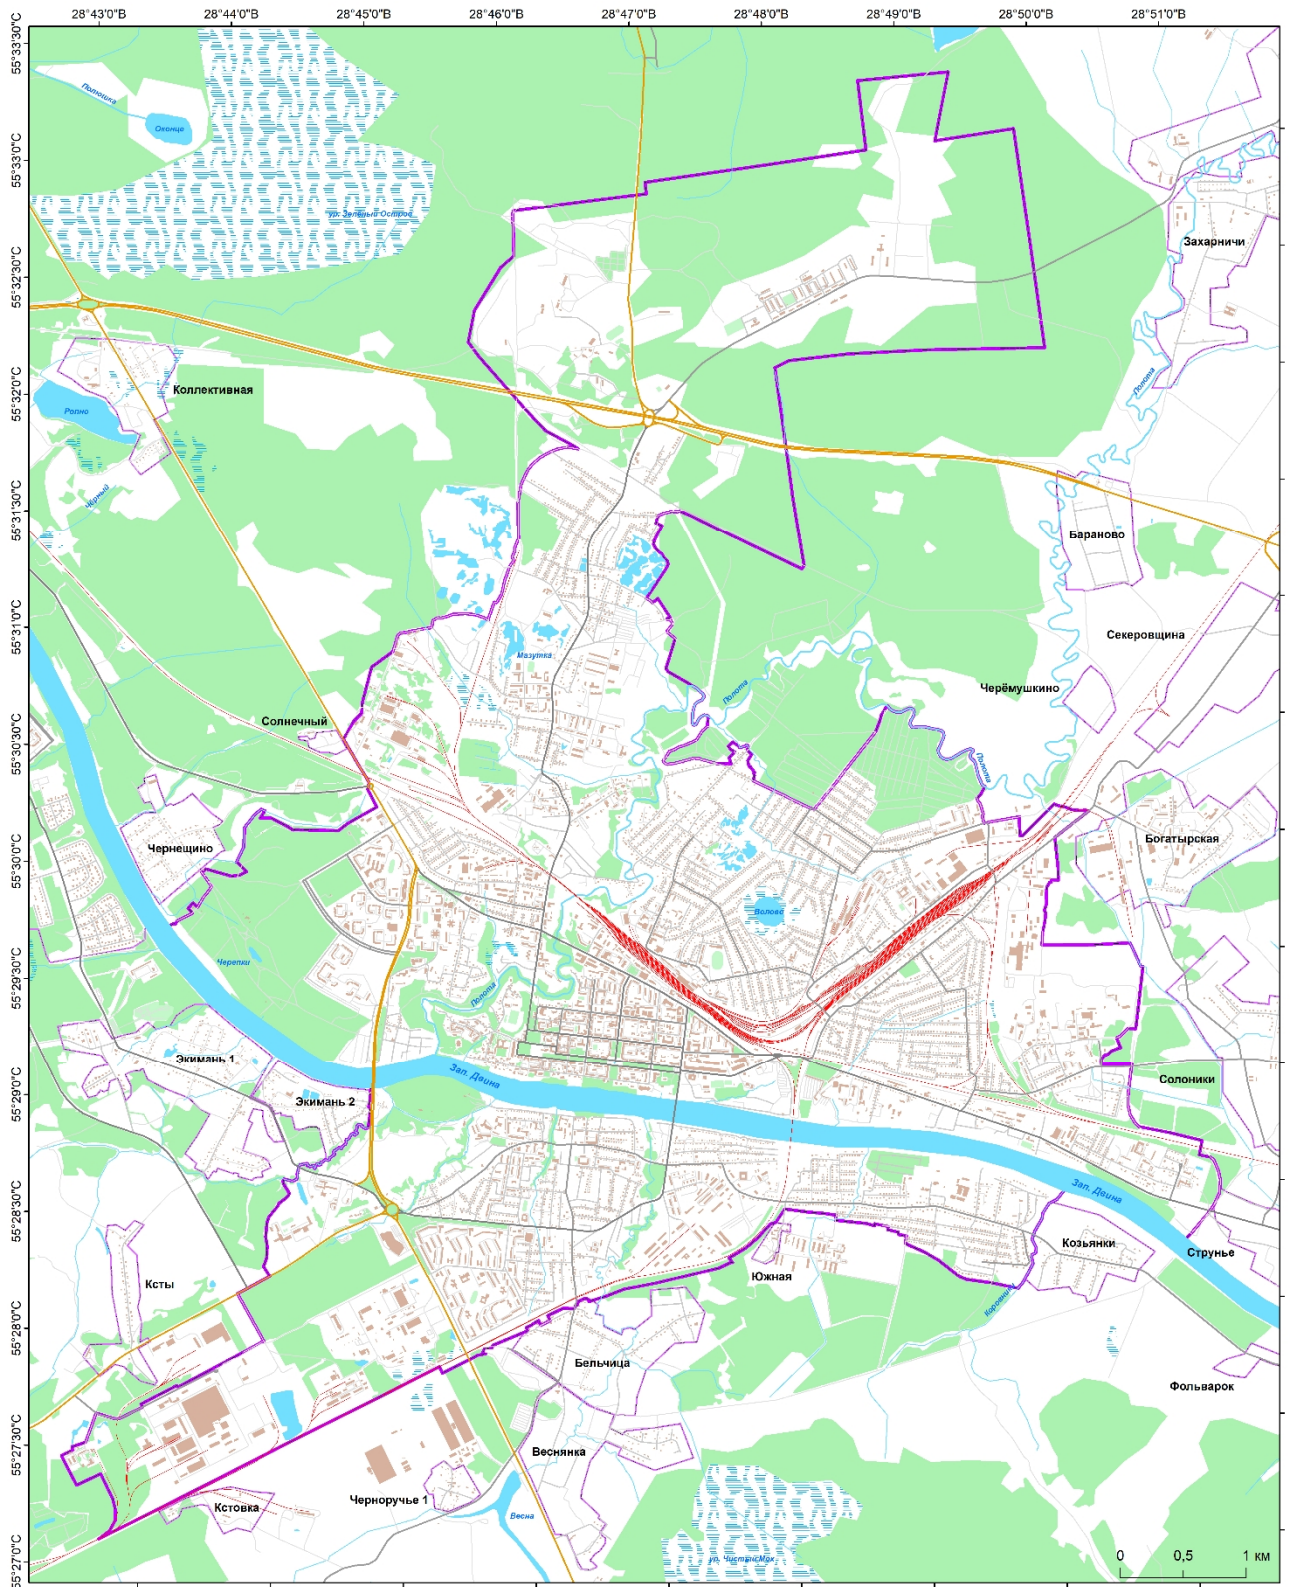 28°43'0"В 28°44'0"В 28°45'0"В 28°46'0"В 28°47'0"В 28°48'0"В 28°49'0"В 28°50'0"В 28°51'0"В
55°33'30"С
55°33'0"С
55°32'30"С
55°32'0"С
55°31'30"С
55°31'0"С
55°30'30"С
55°30'0"С
55°29'30"С
55°29'0"С
55°28'30"С
55°28'0"С
55°27'30"С
55°27'0"С
Оконце
ур. Зелёный Остров
Захарничи
Полота
Коллективная
Ропно
Чёрный
Бараново
Секеровщина
Мазутка
Черёмушкино
Полота
Солнечный
Полота
Чернещино
Богатырская
Волове
Черепки
Полота
Экимань 1
Зап. Двина
Солоники
Экимань 2
Зап. Двина
Козьянки
Струнье
Ксты
Южная
Бельчица
Фольварок
Веснянка
Черноручье 1
Кстовка
Весна
ур. Чистый Мох
0 0,5 1 км